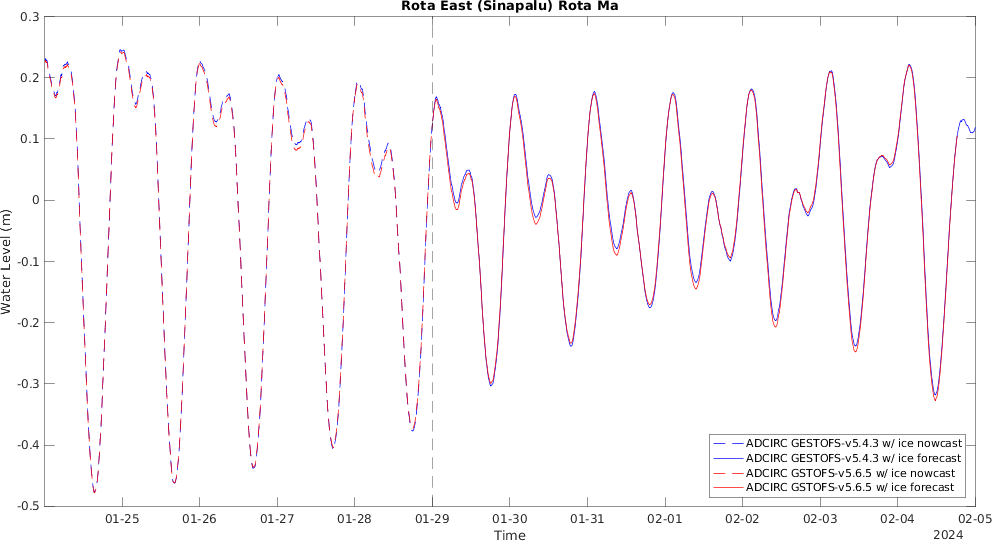 Rota East (Sinapalu) Rota Ma
0.3
0.2
0.1
0
-0.1
-0.2
-0.3
-0.4
-0.5
Water Level (m)
ADCIRC GESTOFS-v5.4.3 w/ ice nowcast
ADCIRC GESTOFS-v5.4.3 w/ ice forecast
ADCIRC GSTOFS-v5.6.5 w/ ice nowcast
ADCIRC GSTOFS-v5.6.5 w/ ice forecast
01-25 01-26 01-27 01-28 01-29 01-30 01-31 02-01 02-02 02-03 02-04 02-05
Time
2024